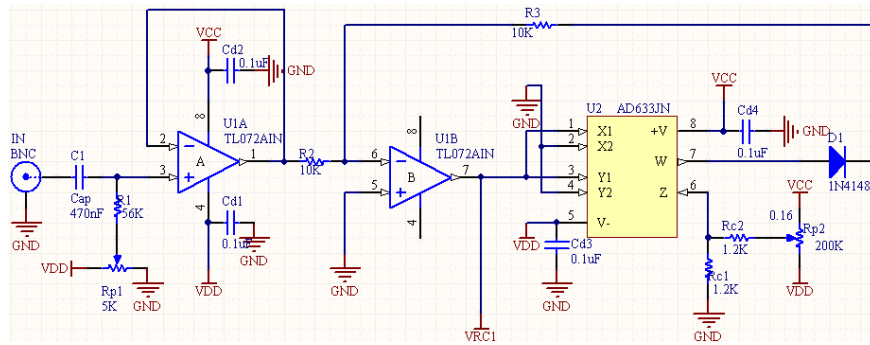 R3
10K
VCC
Cd2
0.1uF
GND
IN
BNC
C1
Cap
470nF
GND
R1
56K
VDD
Rp1
5K
GND
U1A
TL072AIN
8
2
3
A
1
4
Cd1
0.1uF
GND
VDD
R2
10K
U1B
TL072AIN
8
6
5
B
7
4
GND
VRC1
GND
U2
AD633JN
1
X1
2
X2
3
Y1
4
Y2
5
V-
+V
8
W
7
Z
6
VDD
Cd3
0.1uF
GND
VCC
Cd4
0.1uF
GND
D1
1N4148
VCC
0.16
Rp2
200K
Rc2
1.2K
Rc1
1.2K
VDD
GND